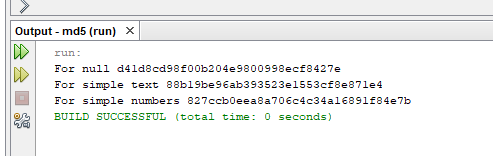 Output - md5 (run)
run:
For null d41d8cd98f00b204e9800998ecf8427e
For simple text 88b19be96ab393523e1553cf8e871e4
For simple numbers 827ccb0eea8a706c4c34a16891f84e7b
BUILD SUCCESSFUL (total time: 0 seconds)